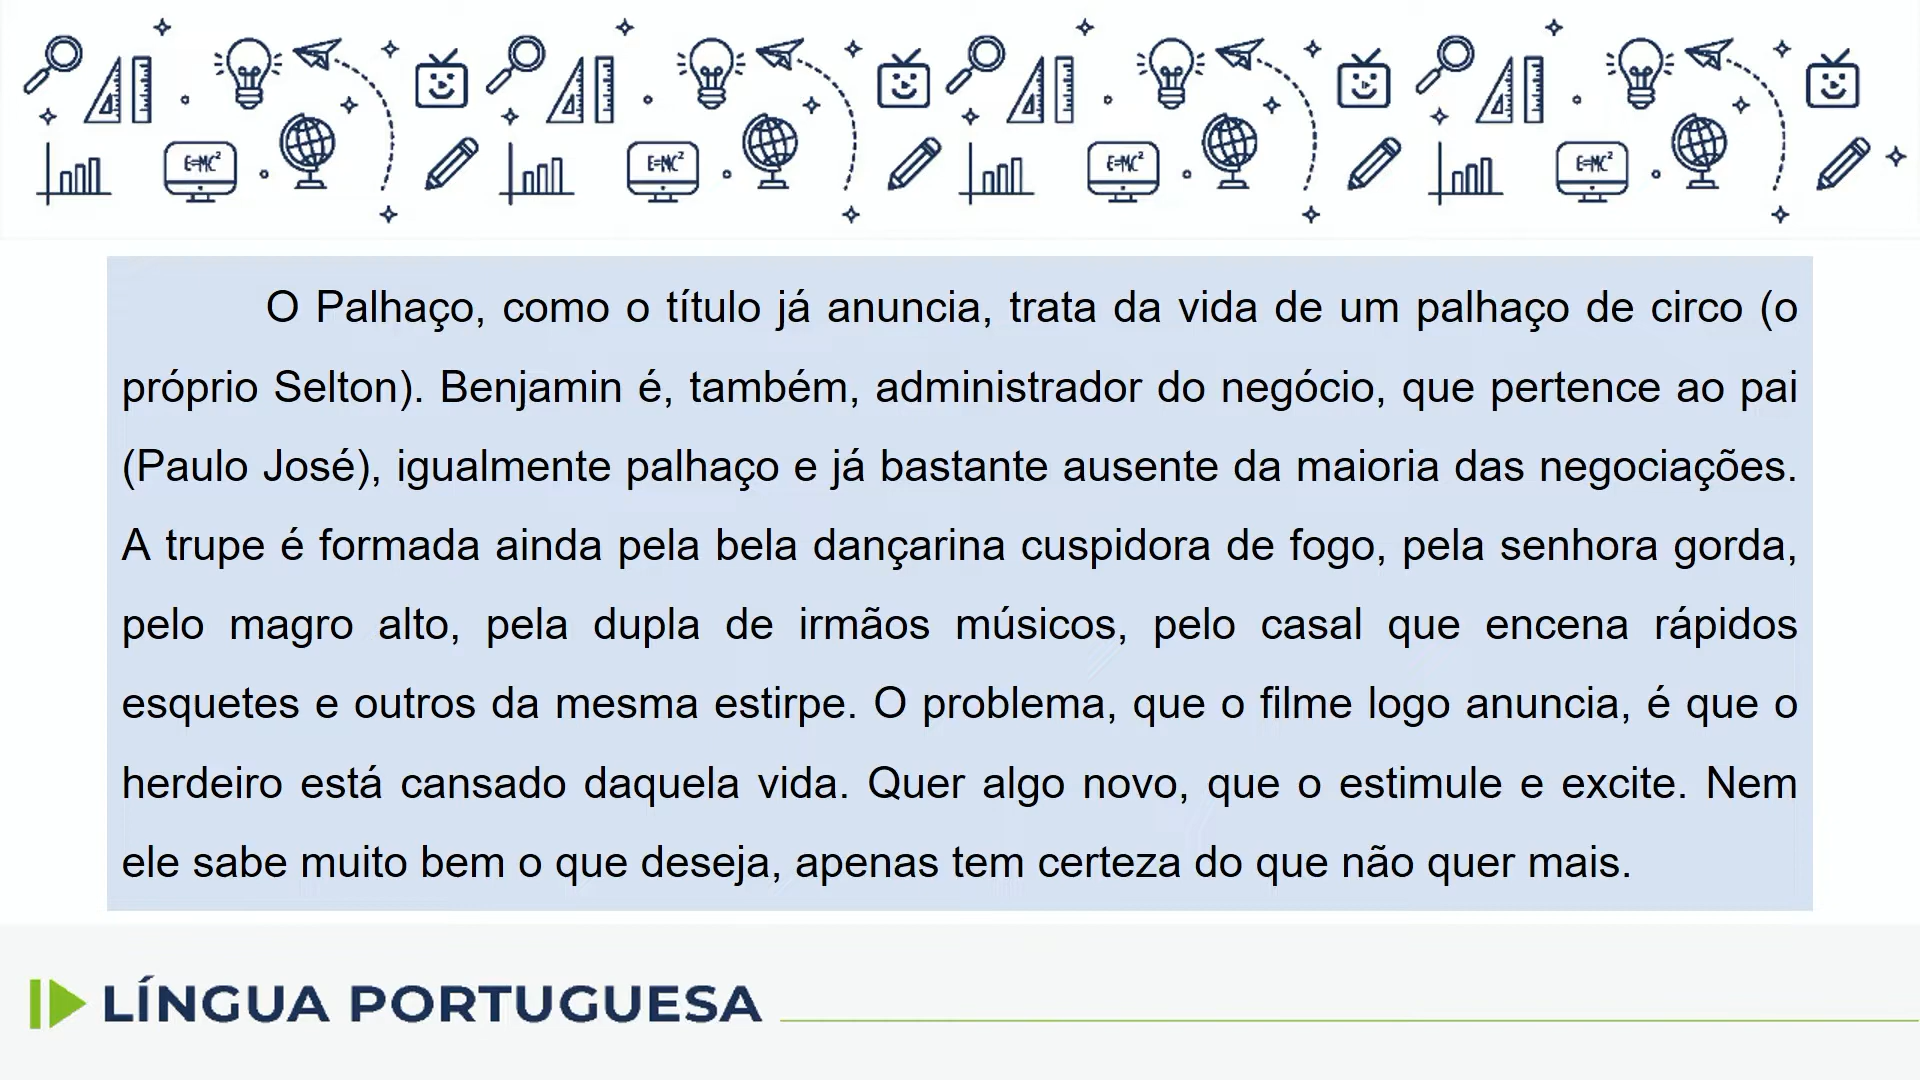 E=MC² E=MC² E=MC² E=MC²
O Palhaço, como o título já anuncia, trata da vida de um palhaço de circo (o
próprio Selton). Benjamin é, também, administrador do negócio, que pertence ao pai
(Paulo José), igualmente palhaço e já bastante ausente da maioria das negociações.
A trupe é formada ainda pela bela dançarina cuspidora de fogo, pela senhora gorda,
pelo magro alto, pela dupla de irmãos músicos, pelo casal que encena rápidos
esquetes e outros da mesma estirpe. O problema, que o filme logo anuncia, é que o
herdeiro está cansado daquela vida. Quer algo novo, que o estimule e excite. Nem
ele sabe muito bem o que deseja, apenas tem certeza do que não quer mais.
LÍNGUA PORTUGUESA